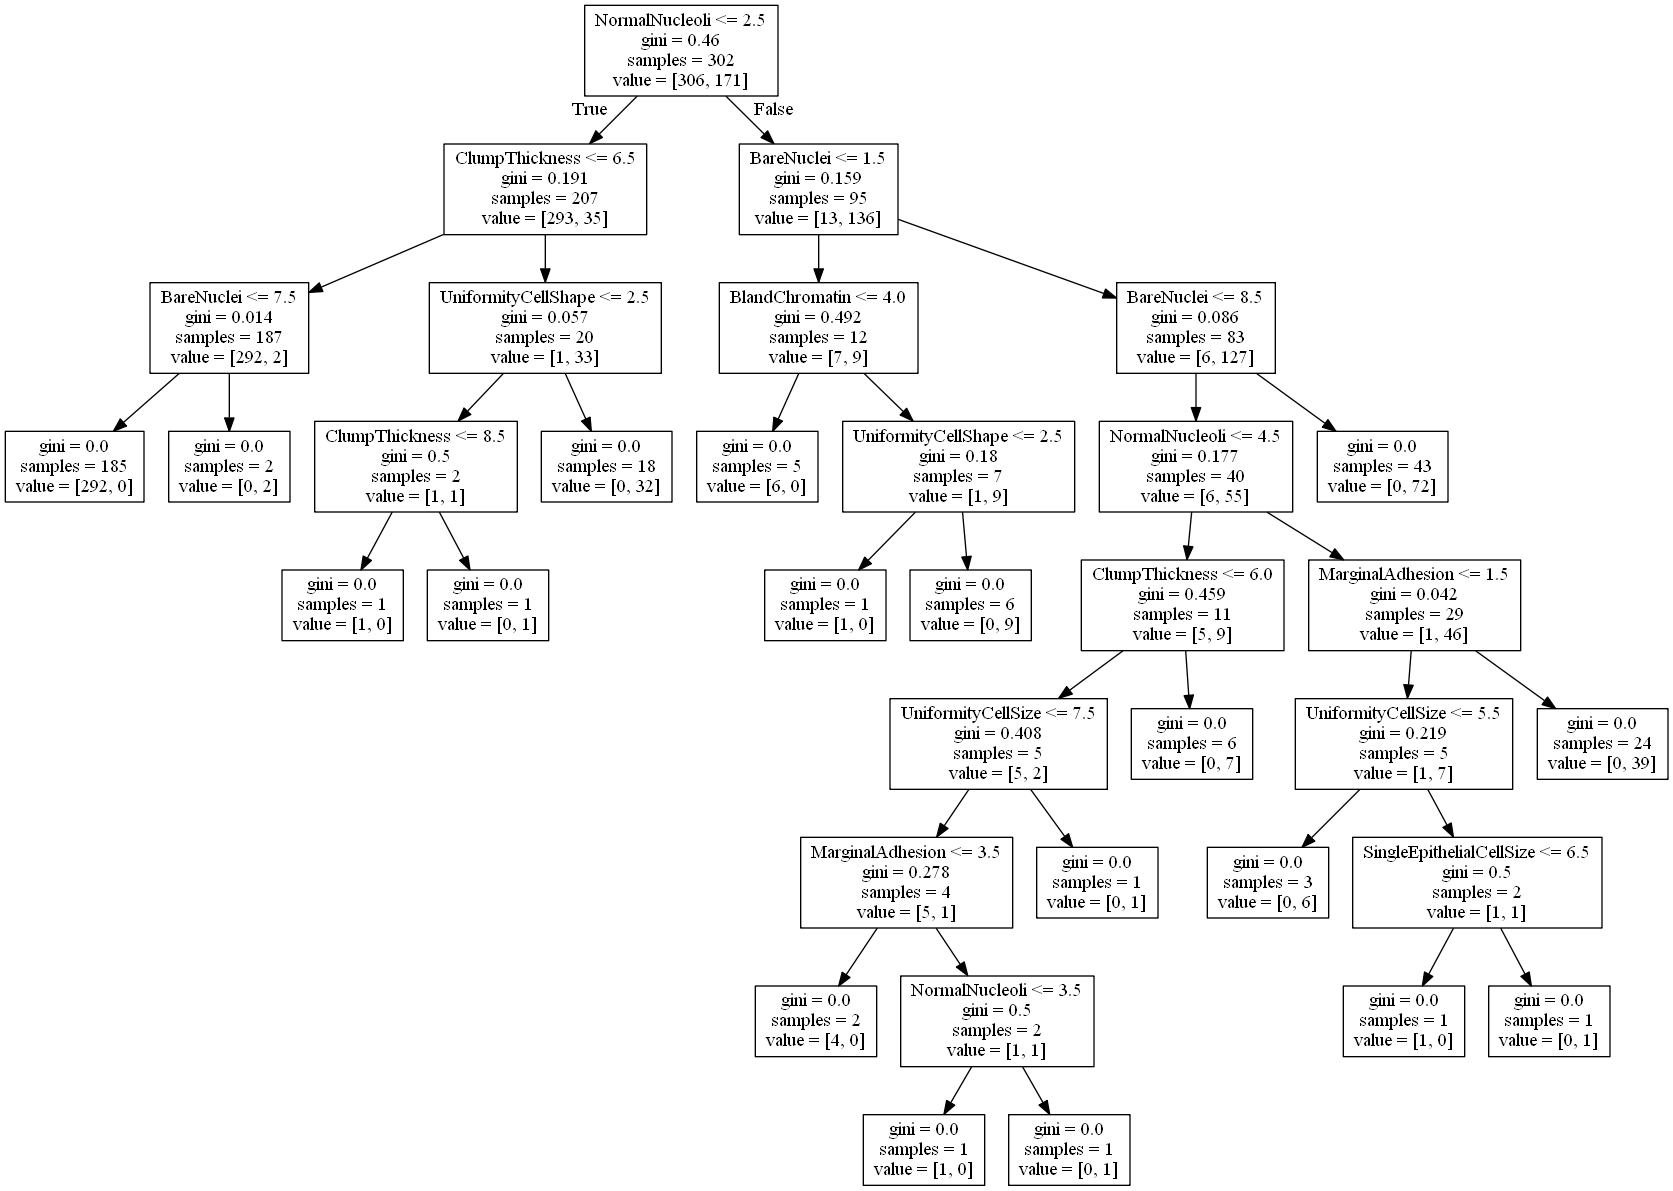 NormalNucleoli <= 2.5
gini = 0.46
samples = 302
value = [306, 171]
True
False
ClumpThickness <= 6.5
gini = 0.191
samples = 207
value = [293, 35]
BareNuclei <= 1.5
gini = 0.159
samples = 95
value = [13, 136]
BareNuclei <= 7.5
gini = 0.014
samples = 187
value = [292, 2]
UniformityCellShape <= 2.5
gini = 0.057
samples = 20
value = [1, 33]
BlandChromatin <= 4.0
gini = 0.492
samples = 12
value = [7, 9]
BareNuclei <= 8.5
gini = 0.086
samples = 83
value = [6, 127]
gini = 0.0
samples = 185
value = [292, 0]
gini = 0.0
samples = 2
value = [0, 2]
ClumpThickness <= 8.5
gini = 0.5
samples = 2
value = [1, 1]
gini = 0.0
samples = 18
value = [0, 32]
gini = 0.0
samples = 5
value = [6, 0]
UniformityCellShape <= 2.5
gini = 0.18
samples = 7
value = [1, 9]
NormalNucleoli <= 4.5
gini = 0.177
samples = 40
value = [6, 55]
gini = 0.0
samples = 43
value = [0, 72]
gini = 0.0
samples = 1
value = [1, 0]
gini = 0.0
samples = 1
value = [0, 1]
gini = 0.0
samples = 1
value = [1, 0]
gini = 0.0
samples = 6
value = [0, 9]
ClumpThickness <= 6.0
gini = 0.459
samples = 11
value = [5, 9]
MarginalAdhesion <= 1.5
gini = 0.042
samples = 29
value = [1, 46]
UniformityCellSize <= 7.5
gini = 0.408
samples = 5
value = [5, 2]
gini = 0.0
samples = 6
value = [0, 7]
UniformityCellSize <= 5.5
gini = 0.219
samples = 5
value = [1, 7]
gini = 0.0
samples = 24
value = [0, 39]
MarginalAdhesion <= 3.5
gini = 0.278
samples = 4
value = [5, 1]
gini = 0.0
samples = 1
value = [0, 1]
gini = 0.0
samples = 3
value = [0, 6]
SingleEpithelialCellSize <= 6.5
gini = 0.5
samples = 2
value = [1, 1]
gini = 0.0
samples = 2
value = [4, 0]
NormalNucleoli <= 3.5
gini = 0.5
samples = 2
value = [1, 1]
gini = 0.0
samples = 1
value = [1, 0]
gini = 0.0
samples = 1
value = [0, 1]
gini = 0.0
samples = 1
value = [1, 0]
gini = 0.0
samples = 1
value = [0, 1]